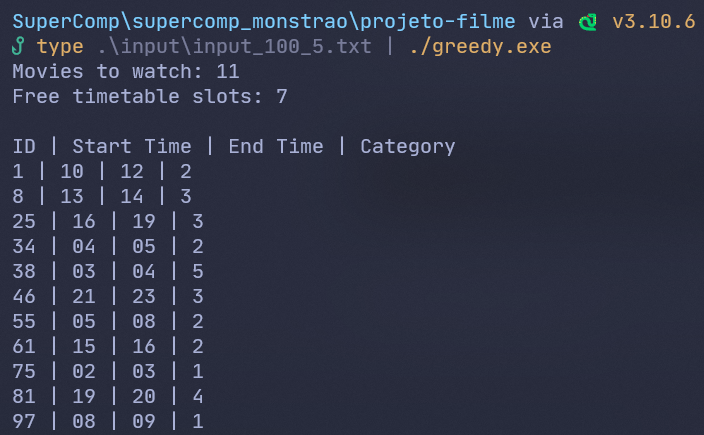 SuperComp\supercomp_monstrao\projeto-filme via v3.10.6
type .\input\input_100_5.txt | ./greedy.exe
Movies to watch: 11
Free timetable slots: 7
ID | Start Time | End Time | Category
1 | 10 | 12 | 2
8 | 13 | 14 | 3
25 | 16 | 19 | 3
34 | 04 | 05 | 2
38 | 03 | 04 | 5
46 | 21 | 23 | 3
55 | 05 | 08 | 2
61 | 15 | 16 | 2
75 | 02 | 03 | 1
81 | 19 | 20 | 4
97 | 08 | 09 | 1